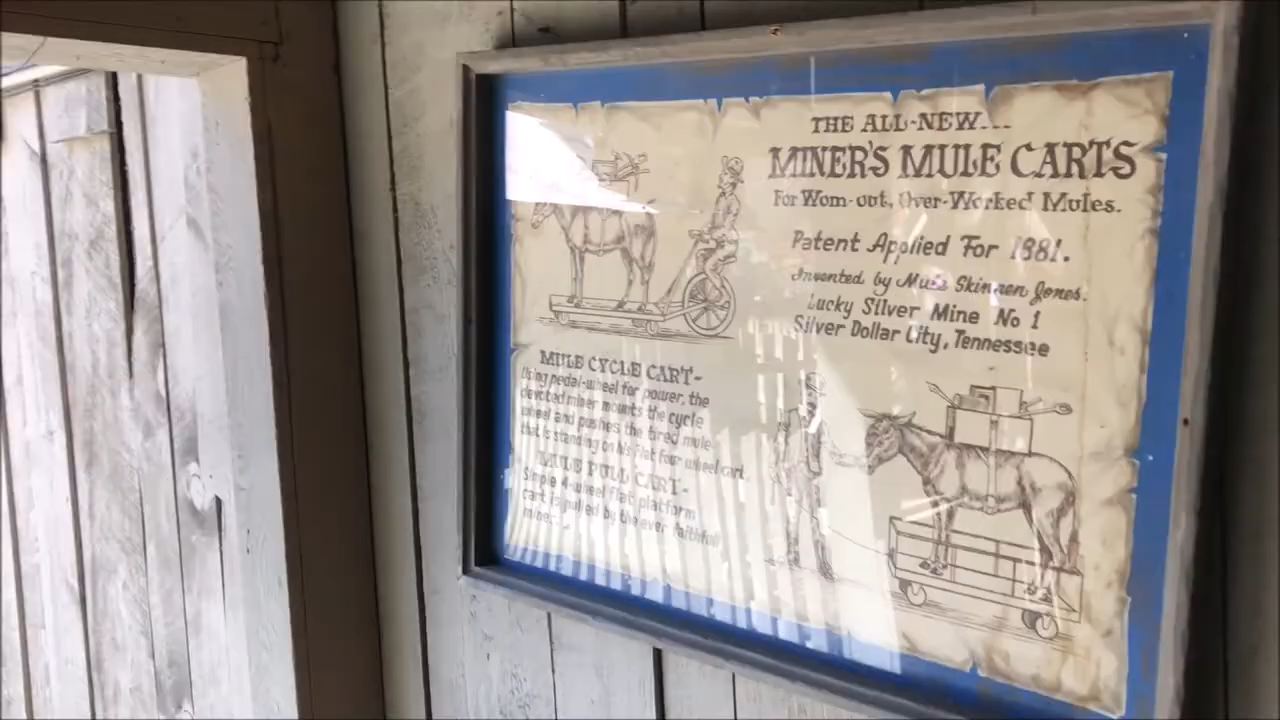 THE ALL-NEW...
MINER'S MULE CARTS
For Worn-out, Over-Worked Mules.
Patent Applied For 1881.
Invented by Mule Skinner Jones.
Lucky Silver Mine No 1
Silver Dollar City, Tennessee
MULE CYCLE CART-
Using pedal-wheel for power, the
devoted miner mounts the cycle
wheel and pushes the tired mule
that is standing on his flat four wheel cart.
MULE PULL CART-
Simple 4-wheel flat platform
cart is pulled by the ever faithful
miner.